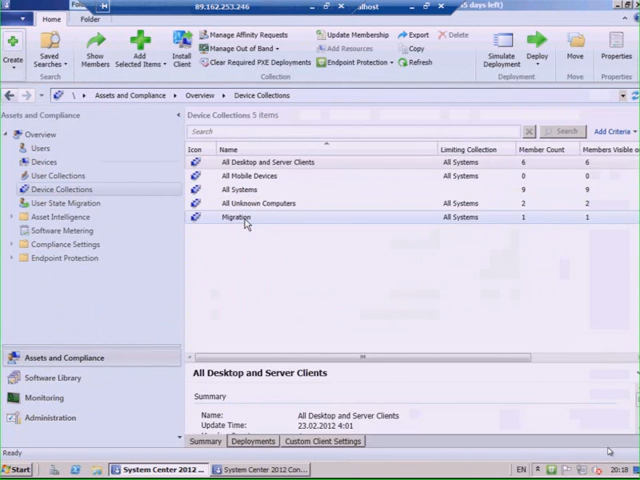 Fol
89.162.253.246
alhost
5 days left)
Home
Folder
Create
Saved Searches
Show Members
Add Selected Items
Install Client
Manage Affinity Requests
Manage Out of Band
Clear Required PXE Deployments
Update Membership
Add Resources
Endpoint Protection
Export
Copy
Refresh
Delete
Simulate Deployment
Deploy
Move
Properties
Search
Collection
Deployment
Move
Properties
\ Assets and Compliance Overview Device Collections
Assets and Compliance
Overview
Users
Devices
User Collections
Device Collections
User State Migration
Asset Intelligence
Software Metering
Compliance Settings
Endpoint Protection
Assets and Compliance
Software Library
Monitoring
Administration
Device Collections 5 items
Search
Search
Add Criteria
Icon Name Limiting Collection Member Count Members Visible o
All Desktop and Server Clients All Systems 6 6
All Mobile Devices All Systems 0 0
All Systems 9 9
All Unknown Computers All Systems 2 2
Migration All Systems 1 1
All Desktop and Server Clients
Summary
Name: All Desktop and Server Clients
Update Time: 23.02.2012 4:01
Summary Deployments Custom Client Settings
Ready
Start
System Center 2012 ...
System Center 2012 Con...
EN
20:18